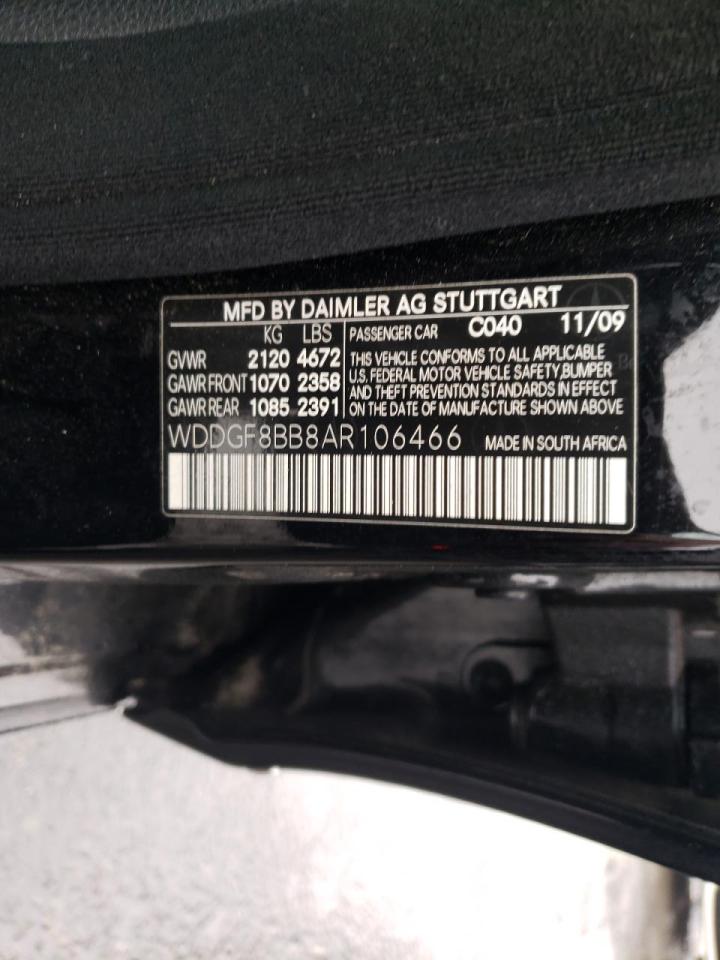 MFD BY DAIMLER AG STUTTGART
KG LBS PASSENGER CAR C040 11/09
GVWR 2120 4672 THIS VEHICLE CONFORMS TO ALL APPLICABLE
U.S. FEDERAL MOTOR VEHICLE SAFETY,BUMPER
GAWR FRONT 1070 2358 AND THEFT PREVENTION STANDARDS IN EFFECT
GAWR REAR 1085 2391 ON THE DATE OF MANUFACTURE SHOWN ABOVE
WDDGF8BB8AR106466 MADE IN SOUTH AFRICA